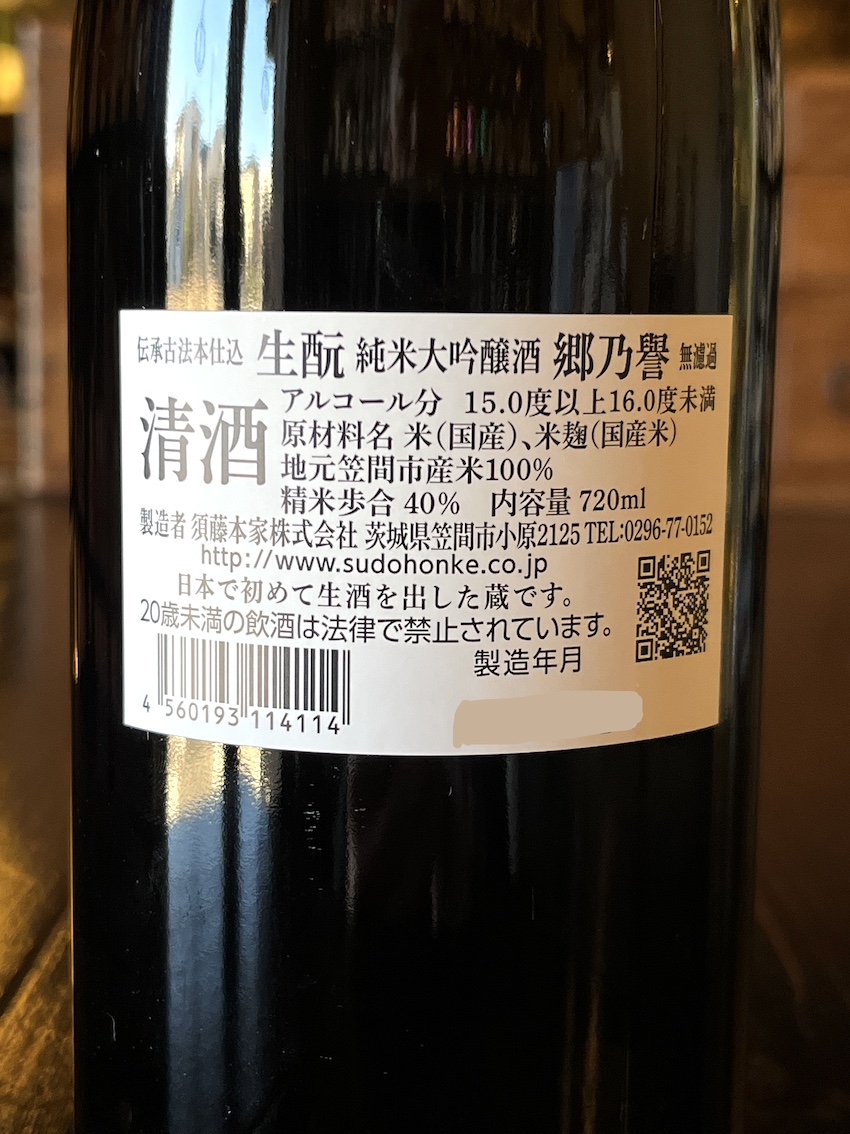 伝承古法本仕込 生酛 純米大吟醸酒 郷乃譽 無濾過
清酒
アルコール分 15.0度以上16.0度未満
原材料名 米(国産)、米麹(国産米)
地元笠間市産米100%
精米歩合 40% 内容量 720ml
製造者 須藤本家株式会社 茨城県笠間市小原2125 TEL:0296-77-0152
http://www.sudohonke.co.jp
日本で初めて生酒を出した蔵です。
20歳未満の飲酒は法律で禁止されています。
製造年月
4 560193 114114